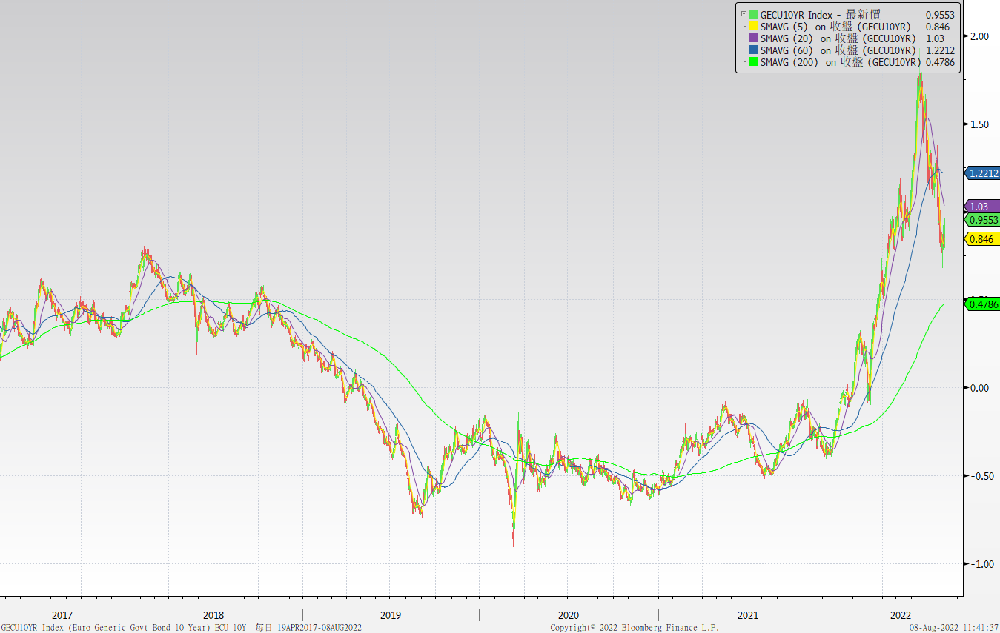 GECU10YR Index - 最新價 0.9553
SMAVG (5) on 收盤 (GECU10YR) 0.846
SMAVG (20) on 收盤 (GECU10YR) 1.03
SMAVG (60) on 收盤 (GECU10YR) 1.2212
SMAVG (200) on 收盤 (GECU10YR) 0.4786
2.00
1.50
1.2212
1.03
0.9553
0.846
0.4786
0.00
-0.50
-1.00
2017 2018 2019 2020 2021 2022
GECU10YR Index (Euro Generic Govt Bond 10 Year) ECU 10Y 每日 19APR2017-08AUG2022 Copyright© 2022 Bloomberg Finance L.P. 08-Aug-2022 11:41:37